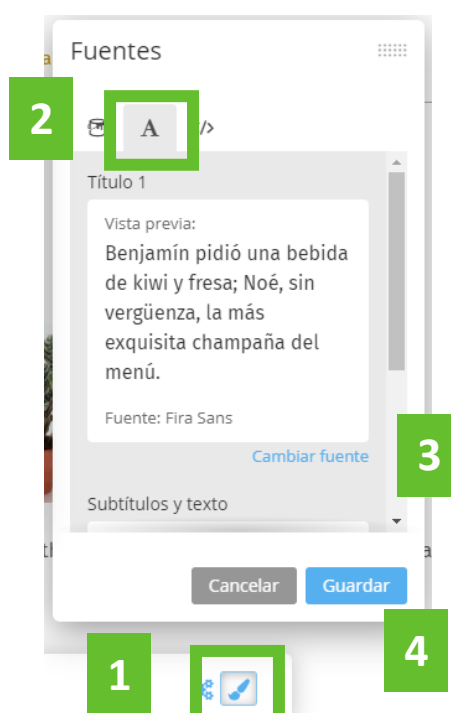 Fuentes
2
A
Título 1
Vista previa:
Benjamín pidió una bebida
de kiwi y fresa; Noé, sin
vergüenza, la más
exquisita champaña del
menú.
Fuente: Fira Sans
Cambiar fuente
3
Subtítulos y texto
Cancelar
Guardar
4
1